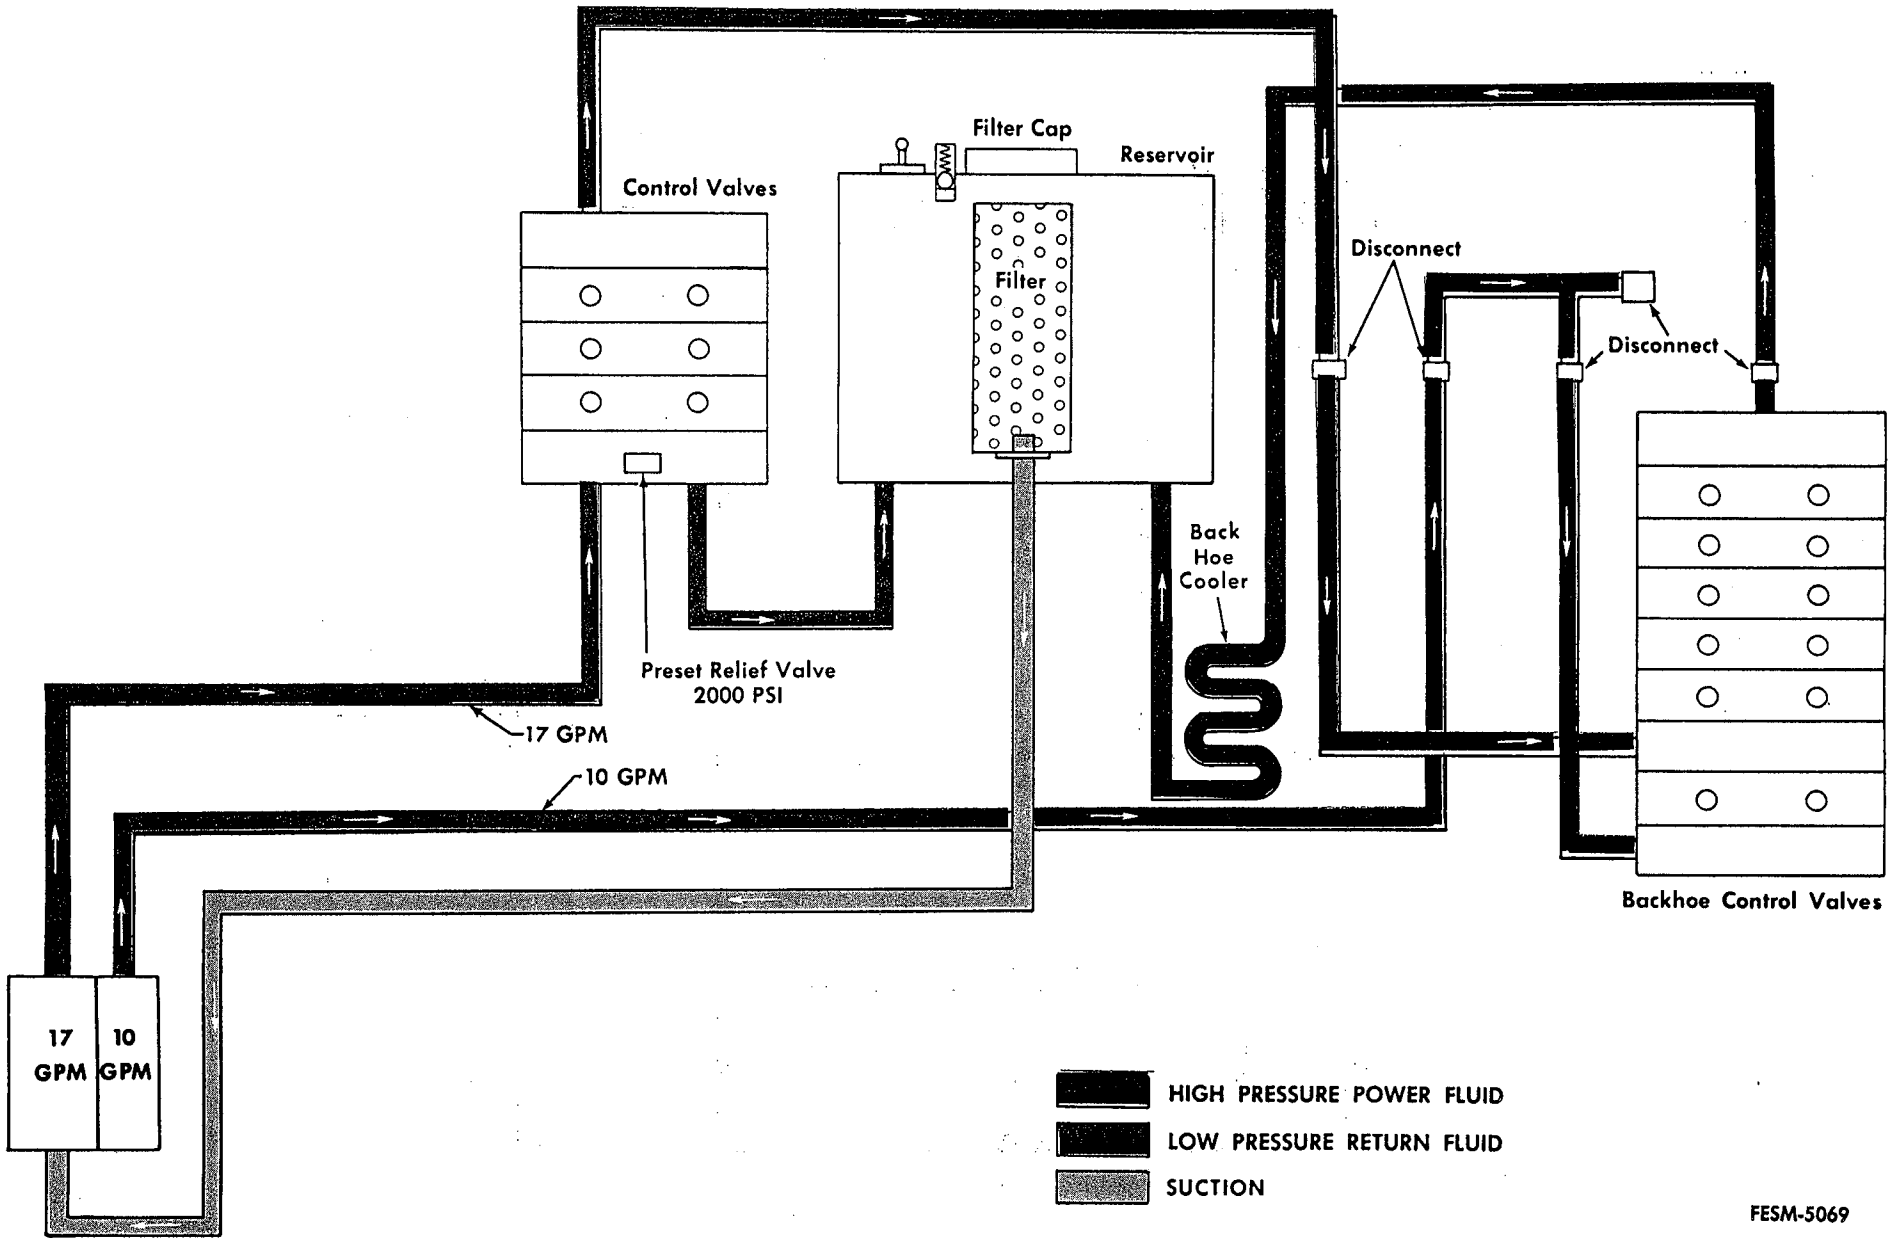 Filter Cap
Reservoir
Control Valves
Disconnect
Filter
Disconnect
Back
Hoe
Cooler
Preset Relief Valve
2000 PSI
17 GPM
10 GPM
Backhoe Control Valves
17
GPM
10
GPM
HIGH PRESSURE POWER FLUID
LOW PRESSURE RETURN FLUID
SUCTION
FESM-5069